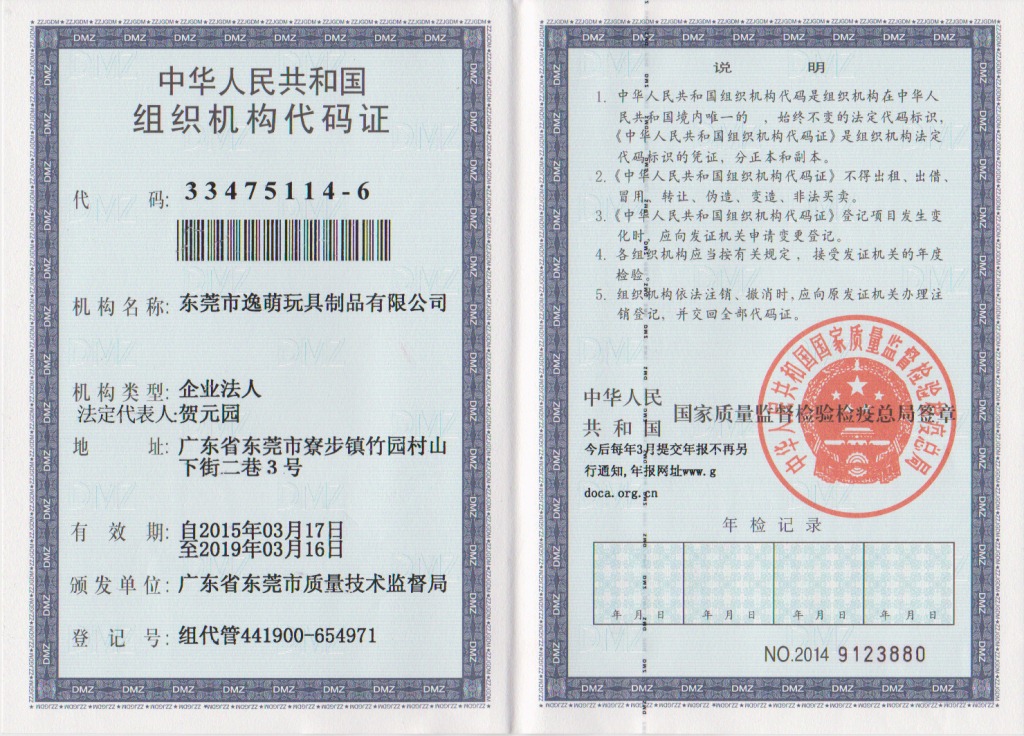 中华人民共和国
组织机构代码证
代 码: 33475114-6
机构名称: 东莞市逸萌玩具制品有限公司
机构类型: 企业法人
法定代表人:贺元园
地 址: 广东省东莞市寮步镇竹园村山
下街二巷3号
有 效 期: 自2015年03月17日
至2019年03月16日
颁发单位: 广东省东莞市质量技术监督局
登 记 号: 组代管441900-654971
说 明
1. 中华人民共和国组织机构代码是组织机构在中华人
民共和国境内唯一的 、始终不变的法定代码标识,
《中华人民共和国组织机构代码证》是组织机构法定
代码标识的凭证，分正本和副本。
2.《中华人民共和国组织机构代码证》不得出租、出借、
冒用、转让、伪造、变造、非法买卖。
3.《中华人民共和国组织机构代码证》登记项目发生变
化时，应向发证机关申请变更登记。
4. 各组织机构应当按有关规定，接受发证机关的年度
检验。
5. 组织机构依法注销、撤消时,应向原发证机关办理注
销登记，并交回全部代码证。
中华人民
共和国
国家质量监督检验检疫总局签章
中华人民共和国国家质量监督检验检疫总局
今后每年3月提交年报不再另
行通知,年报网址www.g
doca.org.cn
年检记录
年 月 日 年 月 日 年 月 日 年 月 日
NO.2014 9123880